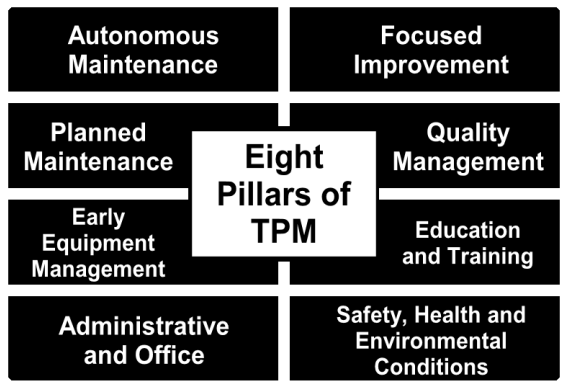 Autonomous
Maintenance
Focused
Improvement
Planned
Maintenance
Quality
Management
Eight
Pillars of
TPM
Early
Equipment
Management
Education
and Training
Administrative
and Office
Safety, Health and
Environmental
Conditions